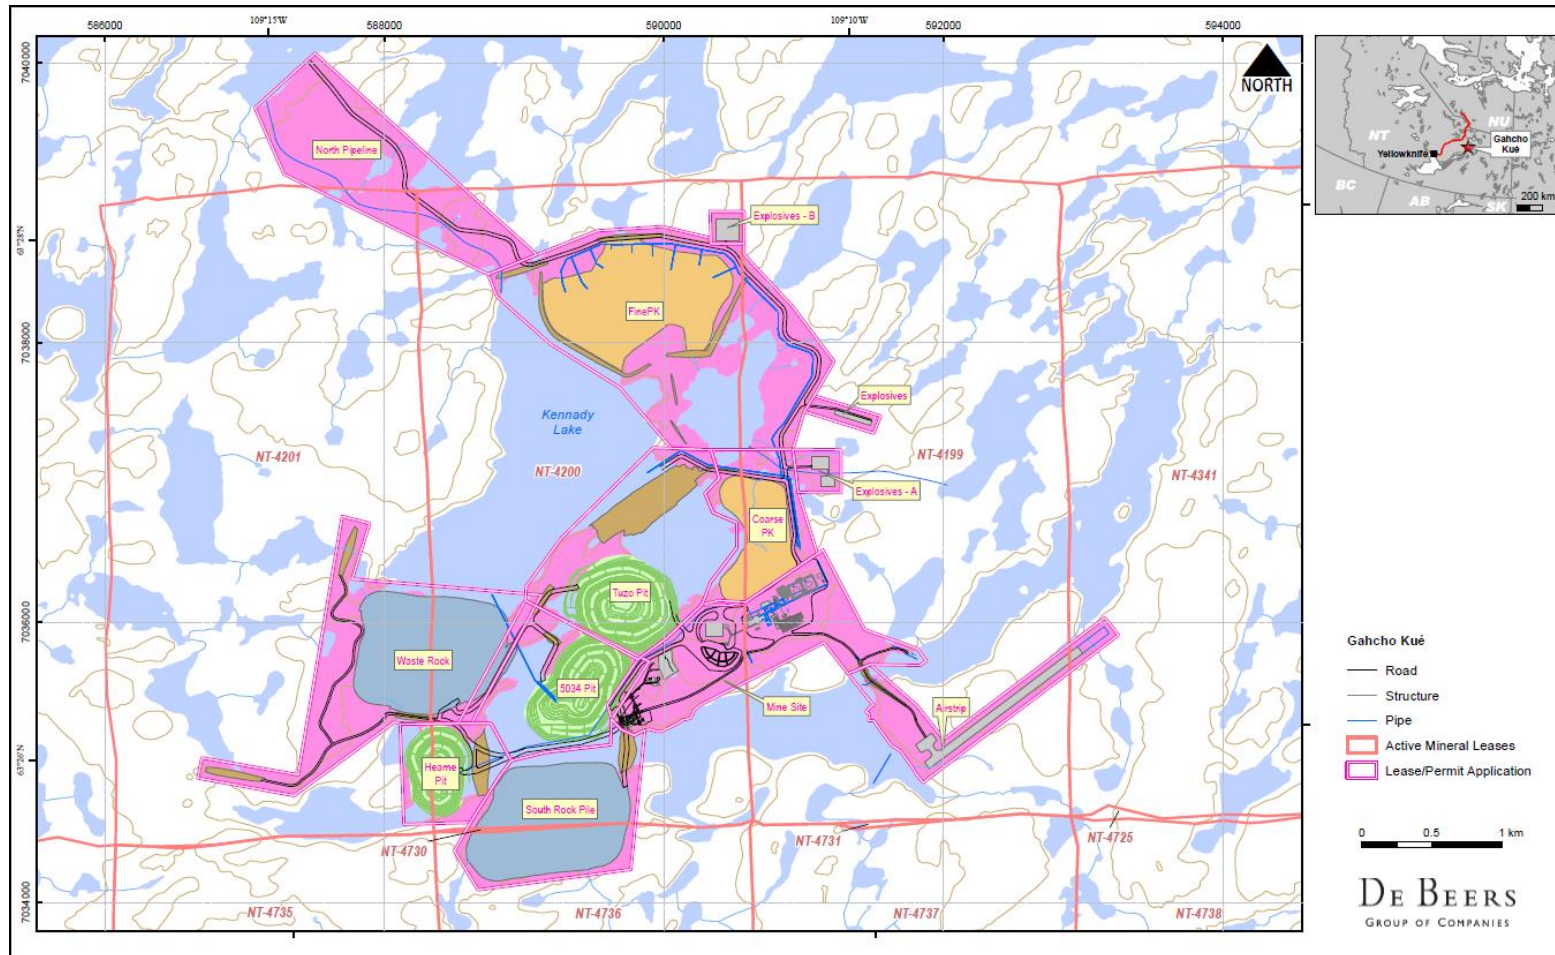 586000
109°15'W
588000
590000
109°10'W
592000
594000
7040000
63°28'N
7038000
7036000
63°26'N
7034000
NORTH
North Pipeline
Explosives - B
FinePK
Explosives
Kennady
Lake
NT-4201
NT-4200
NT-4199
NT-4341
Explosives - A
Coarse
PK
Tuzo Pit
Waste Rock
5034 Pit
Mine Site
Airstrip
Hearne
Pit
South Rock Pile
NT-4730
NT-4731
NT-4725
NT-4735
NT-4736
NT-4737
NT-4738
NT
NU
Gahcho
Kué
Yellowknife
BC
AB
SK
200 km
Gahcho Kué
Road
Structure
Pipe
Active Mineral Leases
Lease/Permit Application
0 0.5 1 km
DE BEERS
GROUP OF COMPANIES